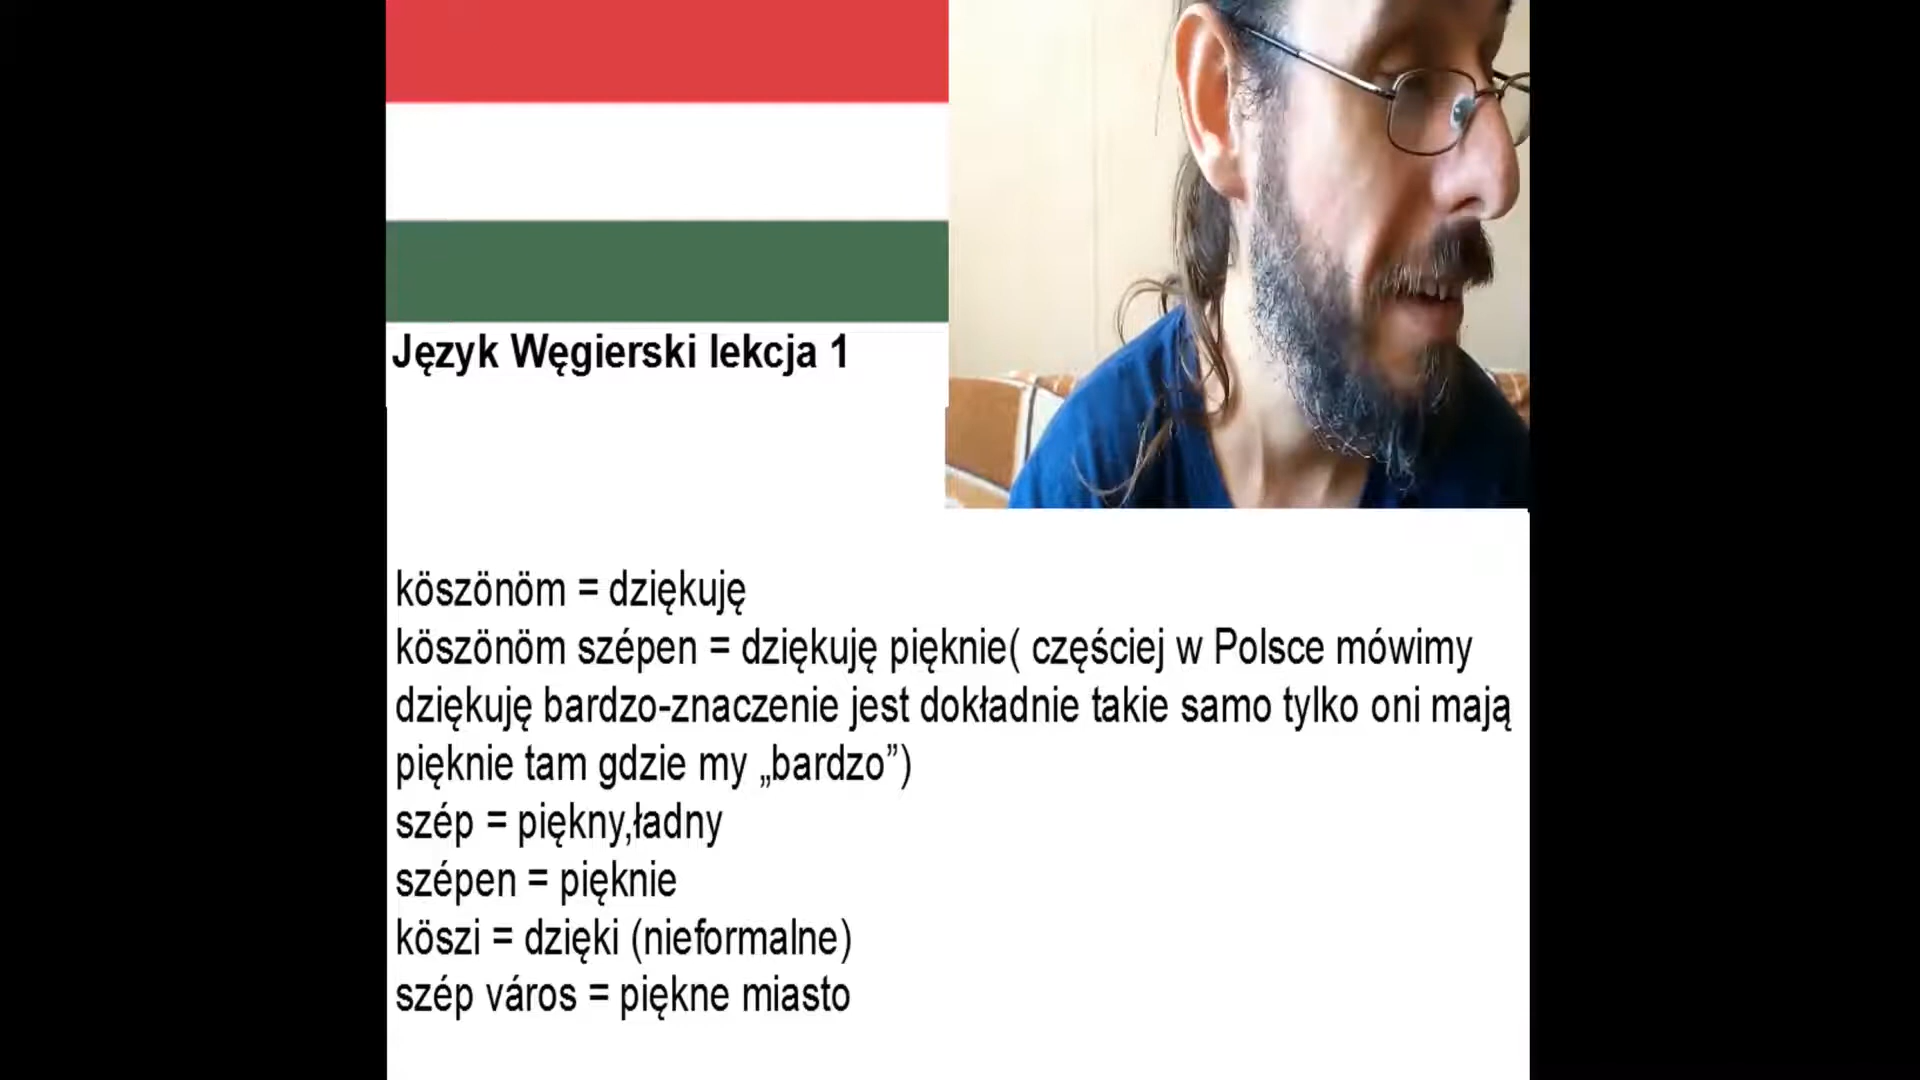 Język Węgierski lekcja 1
köszönöm = dziękuję
köszönöm szépen = dziękuję pięknie( częściej w Polsce mówimy
dziękuję bardzo-znaczenie jest dokładnie takie samo tylko oni mają
pięknie tam gdzie my „bardzo”)
szép = piękny,ładny
szépen = pięknie
köszi = dzięki (nieformalne)
szép város = piękne miasto